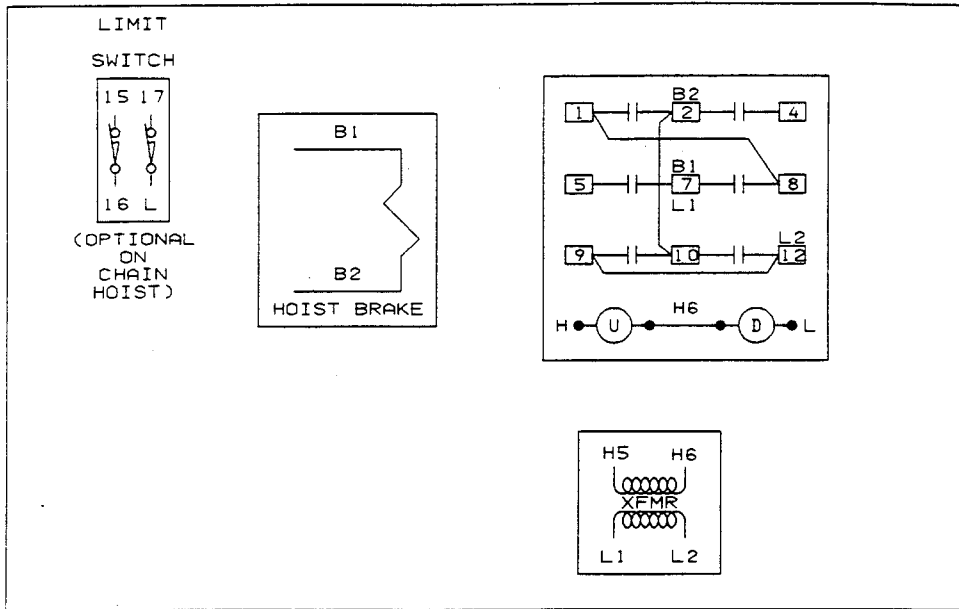 LIMIT
SWITCH
15 17
16 L
(OPTIONAL
ON
CHAIN
HOIST)
B1
B2
HOIST BRAKE
B2
1 2 4
B1
5 7 8
L1
L2
9 10 12
H6
H U D L
H5 H6
XFMR
L1 L2